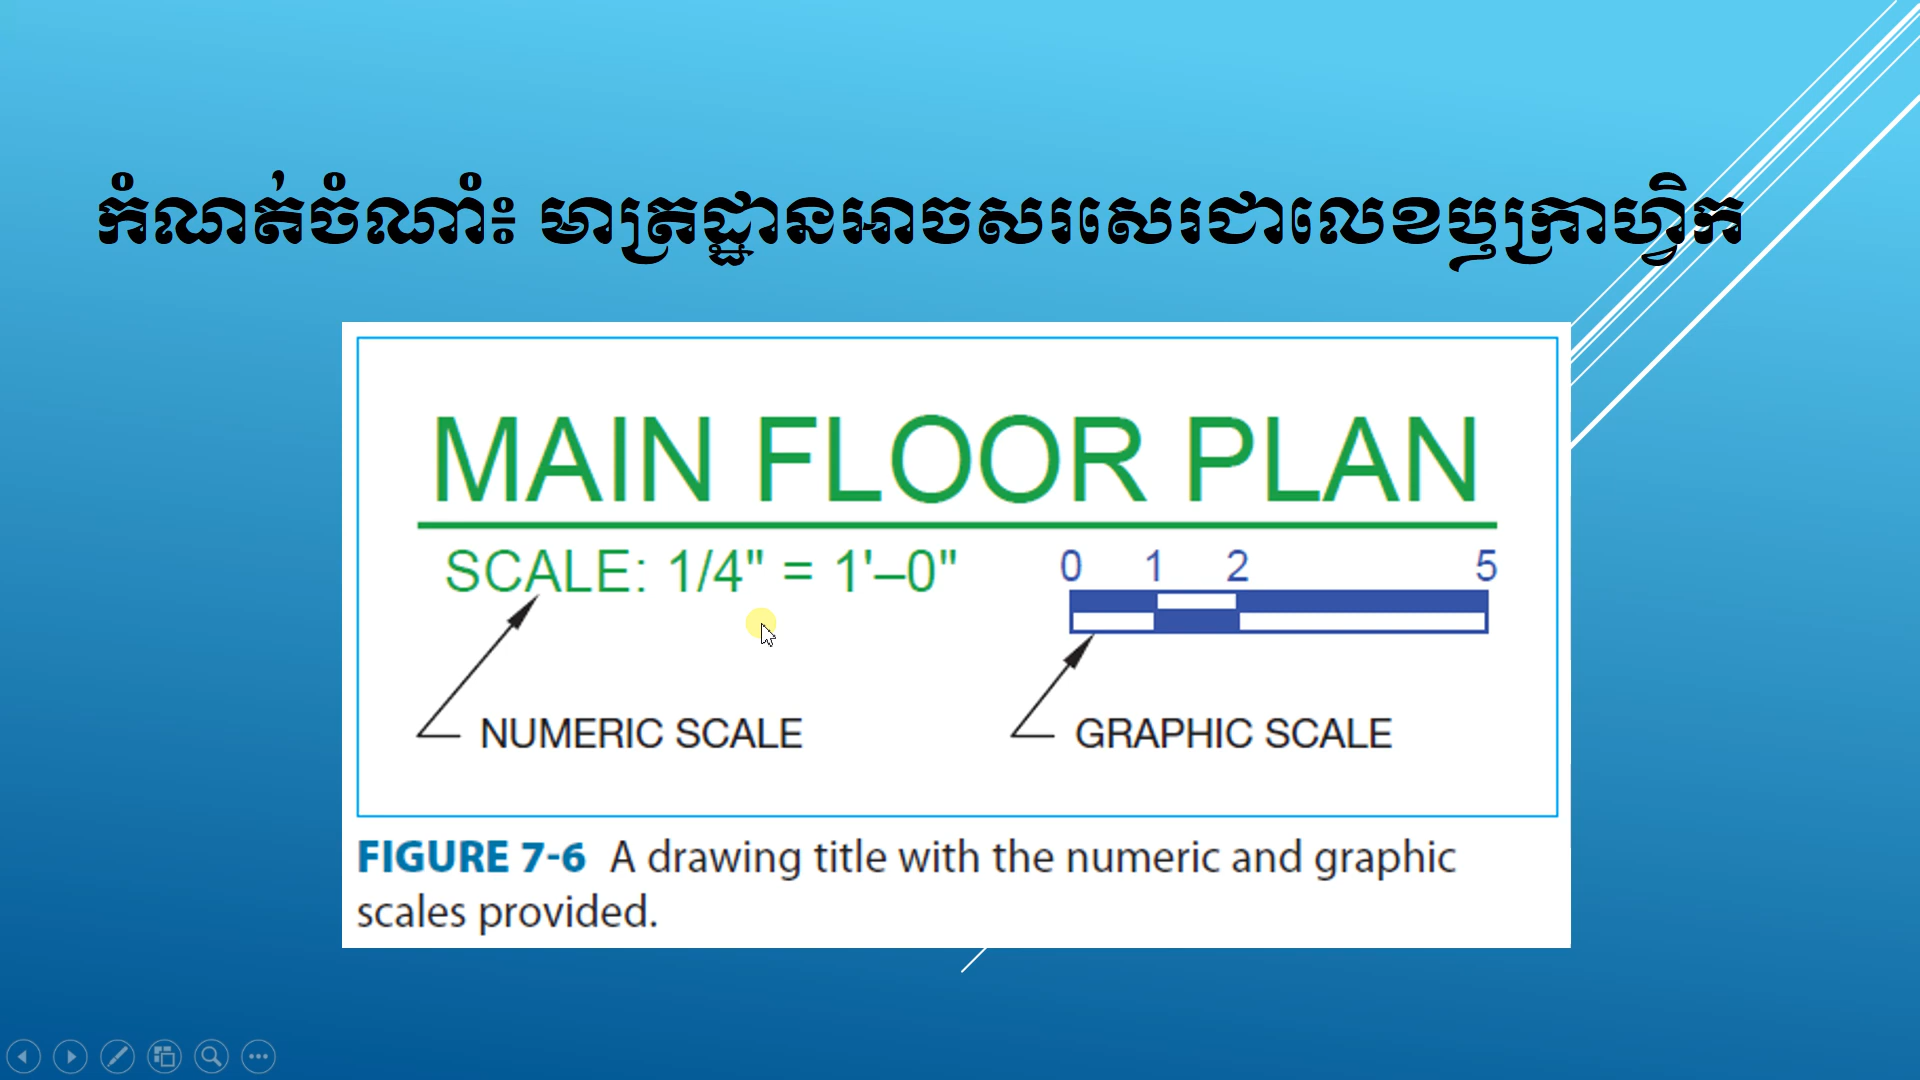 កំណត់ចំណាំ៖ មាត្រដ្ឋានអាចសរសេរជាលេខឬក្រាហ្វិក
MAIN FLOOR PLAN
SCALE: 1/4" = 1'–0"
0 1 2 5
NUMERIC SCALE
GRAPHIC SCALE
FIGURE 7-6 A drawing title with the numeric and graphic
scales provided.